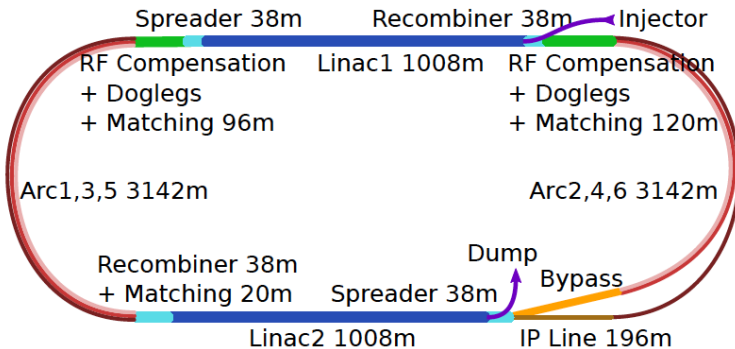 Spreader 38m
Recombiner 38m
Injector
RF Compensation
+ Doglegs
+ Matching 96m
Linac1 1008m
RF Compensation
+ Doglegs
+ Matching 120m
Arc1,3,5 3142m
Arc2,4,6 3142m
Recombiner 38m
+ Matching 20m
Spreader 38m
Dump
Bypass
Linac2 1008m
IP Line 196m